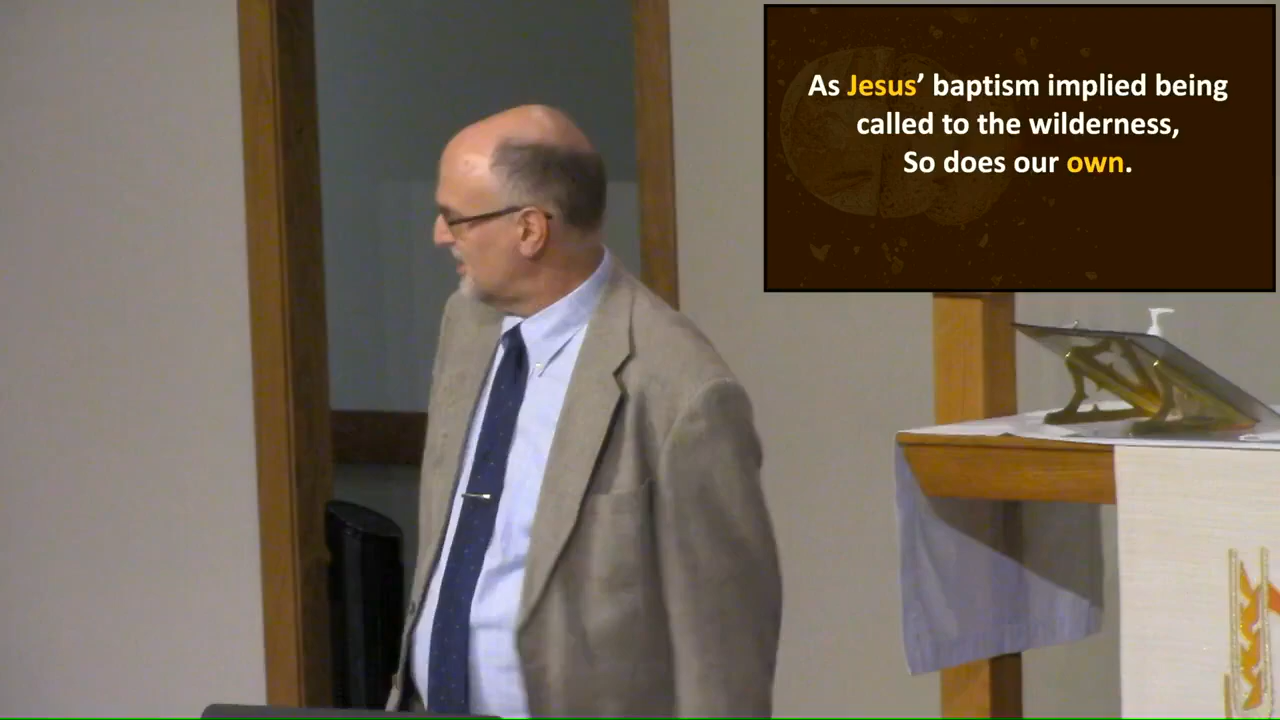 As Jesus’ baptism implied being
called to the wilderness,
So does our own.